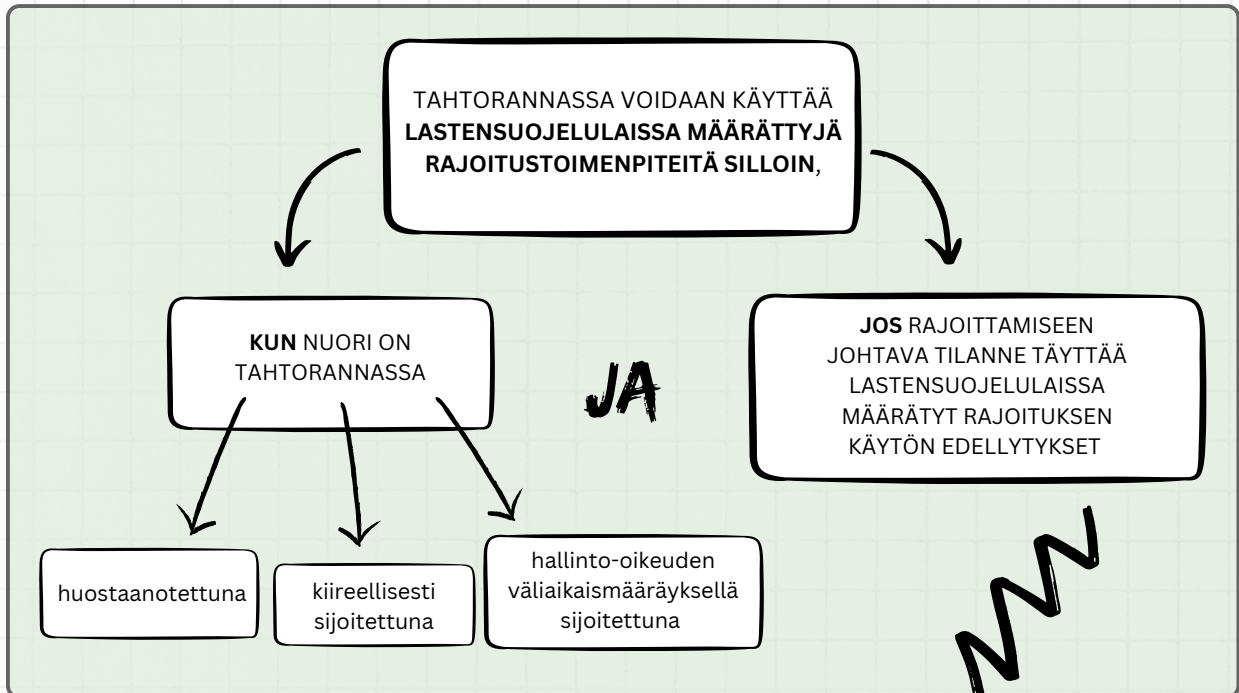 TAHTORANNASSA VOIDAAN KÄYTTÄÄ
LASTENSUOJELULAISSA MÄÄRÄTTYJÄ
RAJOITUSTOIMENPITEITÄ SILLOIN,
KUN NUORI ON
TAHTORANNASSA
JA
JOS RAJOITTAMISEEN
JOHTAVA TILANNE TÄYTTÄÄ
LASTENSUOJELULAISSA
MÄÄRÄTYT RAJOITUKSEN
KÄYTÖN EDELLYTYKSET
huostaanotettuna
kiireellisesti
sijoitettuna
hallinto-oikeuden
väliaikaismääräyksellä
sijoitettuna